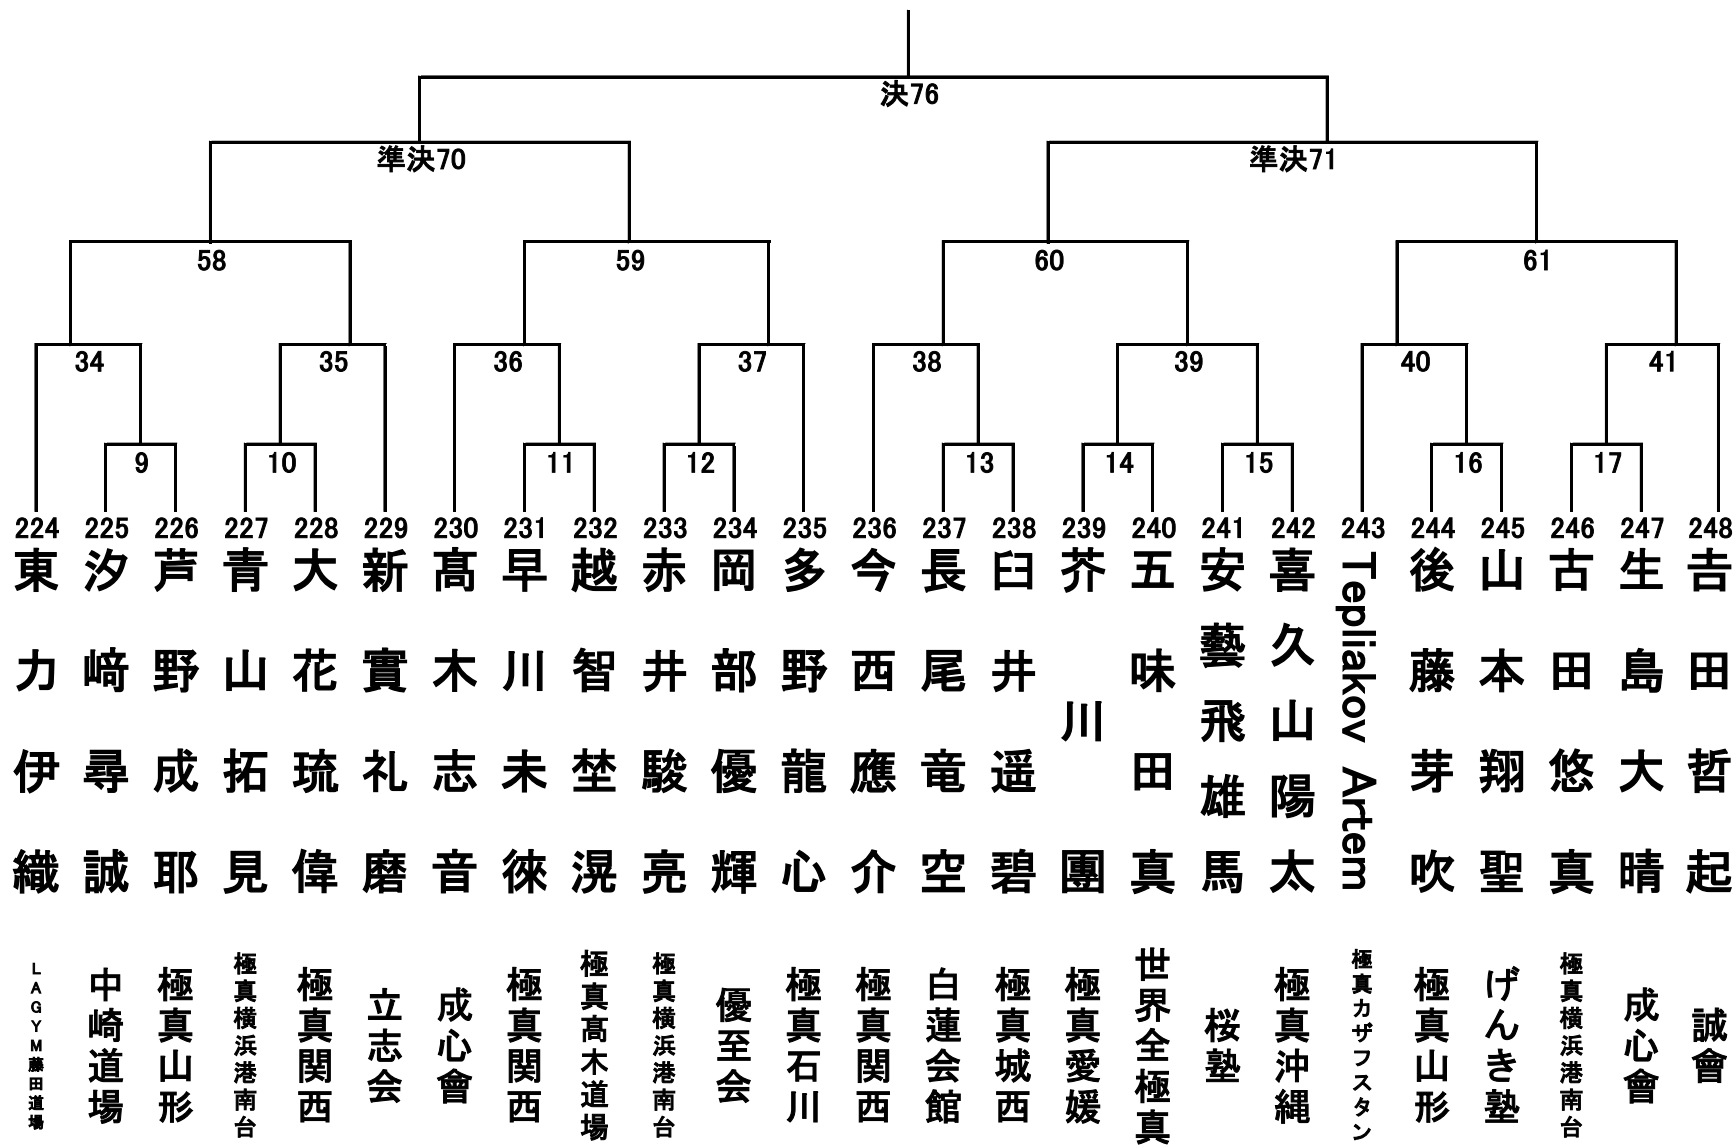 決76
準決70
準決71
58
59
60
61
34
35
36
37
38
39
40
41
9
10
11
12
13
14
15
16
17
224
東力伊織
LAGYM藤田道場
225
汐﨑尋誠
中崎道場
226
芦野成耶
極真山形
227
青山拓見
極真横浜港南台
228
大花琉偉
極真関西
229
新實礼磨
立志会
230
髙木志音
成心會
231
早川未徠
極真関西
232
越智埜滉
極真髙木道場
233
赤井駿亮
極真横浜港南台
234
岡部優輝
優至会
235
多野龍心
極真石川
236
今西應介
極真関西
237
長尾竜空
白蓮会館
238
臼井遥碧
極真城西
239
芥川團
極真愛媛
240
五味田真
世界全極真
241
安藝飛雄馬
桜塾
242
喜久山陽太
極真沖縄
243
Tepliakov Artem
極真カザフスタン
244
後藤芽吹
極真山形
245
山本翔聖
げんき塾
246
古田悠真
極真横浜港南台
247
生島大晴
成心會
248
𠮷田哲起
誠會